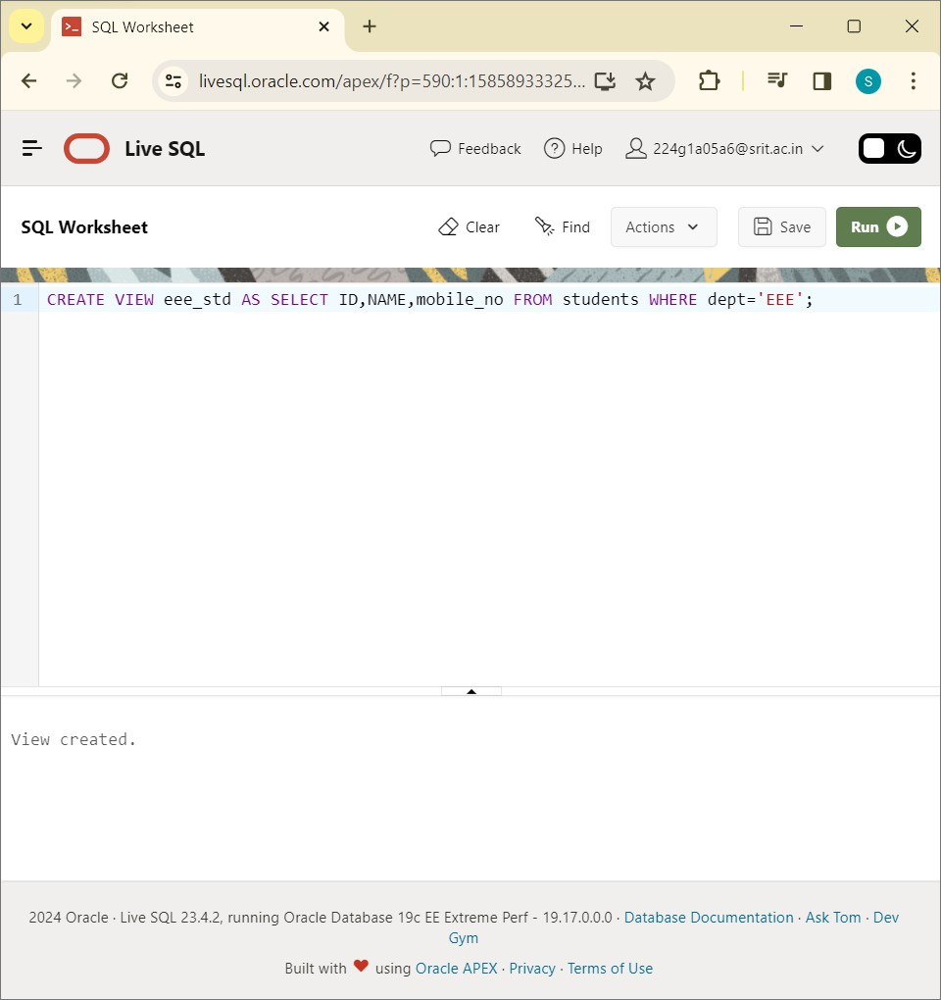 SQL Worksheet
livesql.oracle.com/apex/f?p=590:1:15858933325...
S
Live SQL
Feedback
Help
224g1a05a6@srit.ac.in
SQL Worksheet
Clear
Find
Actions
Save
Run
1 CREATE VIEW eee_std AS SELECT ID,NAME,mobile_no FROM students WHERE dept='EEE';
View created.
2024 Oracle · Live SQL 23.4.2, running Oracle Database 19c EE Extreme Perf - 19.17.0.0.0 · Database Documentation · Ask Tom · Dev
Gym
Built with ❤ using Oracle APEX · Privacy · Terms of Use